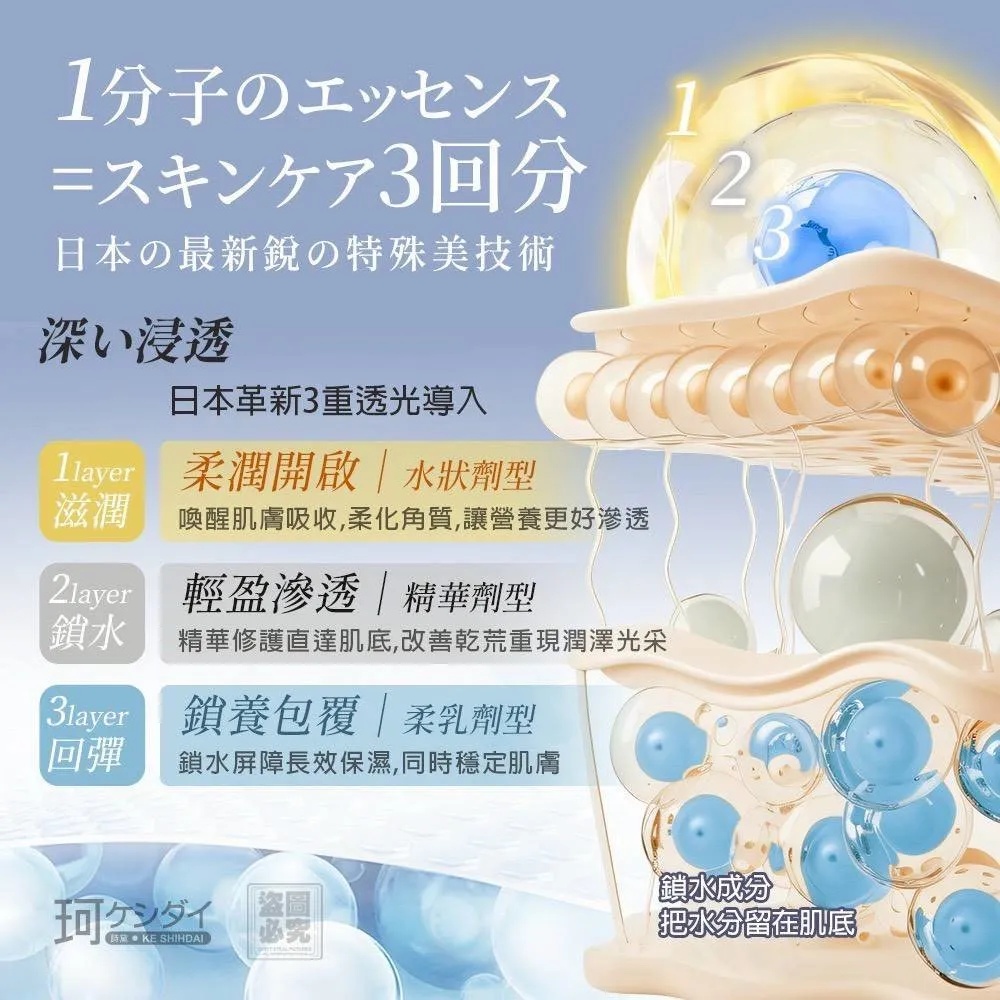 1分子のエッセンス
=スキンケア3回分
日本の最新銳の特殊美技術
深い浸透
日本革新3重透光導入
1layer
滋潤
柔潤開啟｜水狀劑型
喚醒肌膚吸收,柔化角質,讓營養更好滲透
2layer
鎖水
輕盈滲透｜精華劑型
精華修護直達肌底,改善乾荒重現潤澤光采
3layer
回彈
鎖養包覆｜柔乳劑型
鎖水屏障長效保濕,同時穩定肌膚
1
2
3
鎖水成分
把水分留在肌底
珂ケシダイ
詩黛●KE SHIHDAI
盜圖
必究